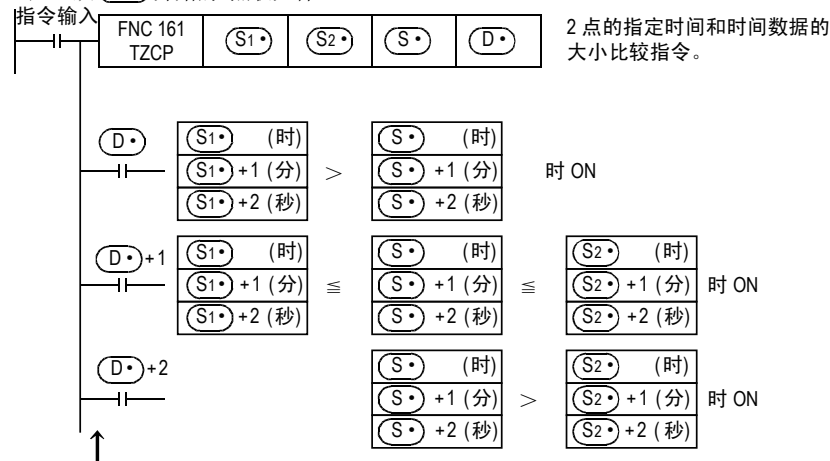 指令输入
FNC 161
TZCP
S1•
S2•
S•
D•
2 点的指定时间和时间数据的
大小比较指令。
D•
S1• (时)
S1•+1 (分)
S1•+2 (秒)
>
S• (时)
S• +1 (分)
S• +2 (秒)
时 ON
D•+1
S1• (时)
S1•+1 (分)
S1•+2 (秒)
≦
S• (时)
S• +1 (分)
S• +2 (秒)
≦
S2• (时)
S2•+1 (分)
S2•+2 (秒)
时 ON
D•+2
S• (时)
S• +1 (分)
S• +2 (秒)
>
S2• (时)
S2•+1 (分)
S2•+2 (秒)
时 ON